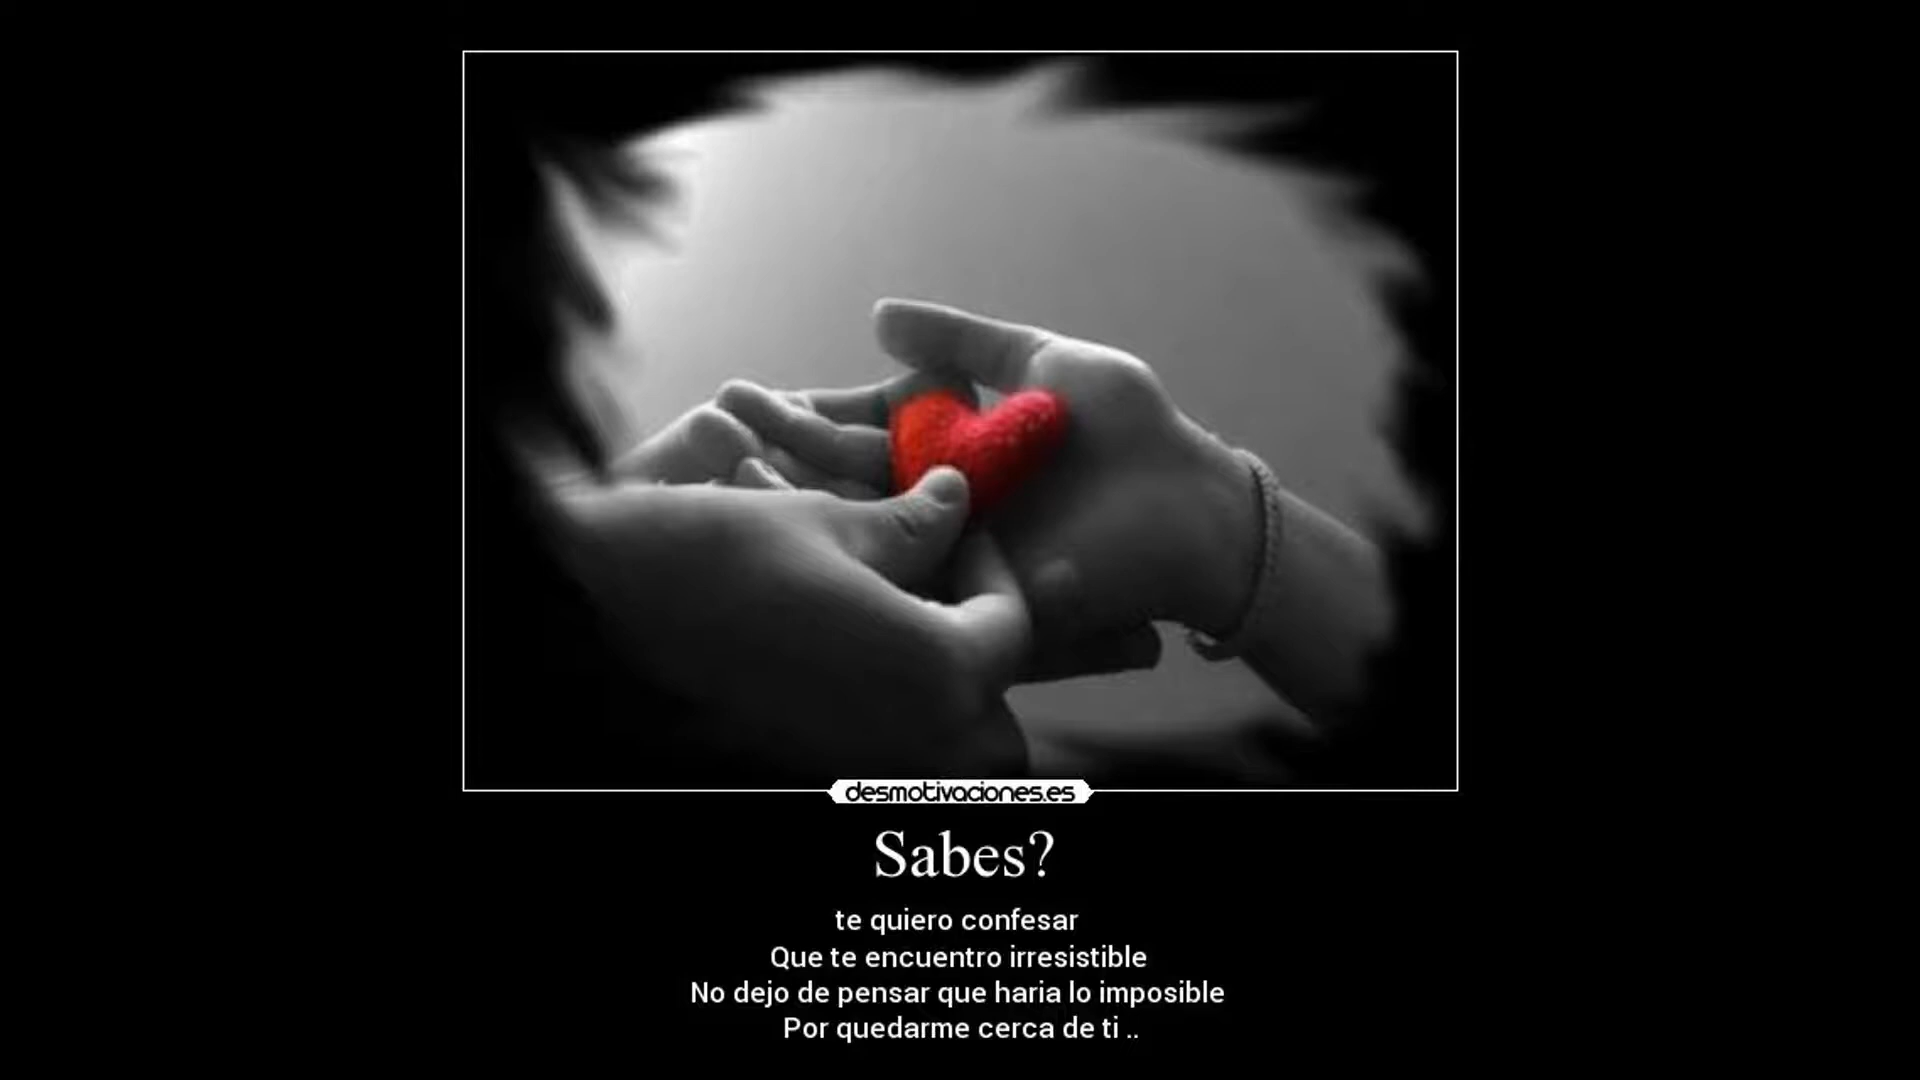 desmotivaciones.es
Sabes?
te quiero confesar
Que te encuentro irresistible
No dejo de pensar que haria lo imposible
Por quedarme cerca de ti ..